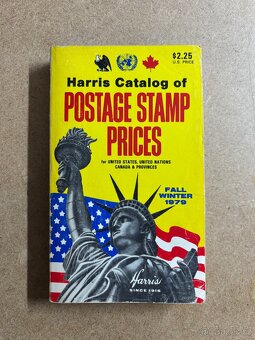 $2.25
U.S. PRICE
Harris Catalog of
POSTAGE STAMP
PRICES
for UNITED STATES, UNITED NATIONS
CANADA & PROVINCES
FALL
WINTER
1979
Harris
SINCE 1916